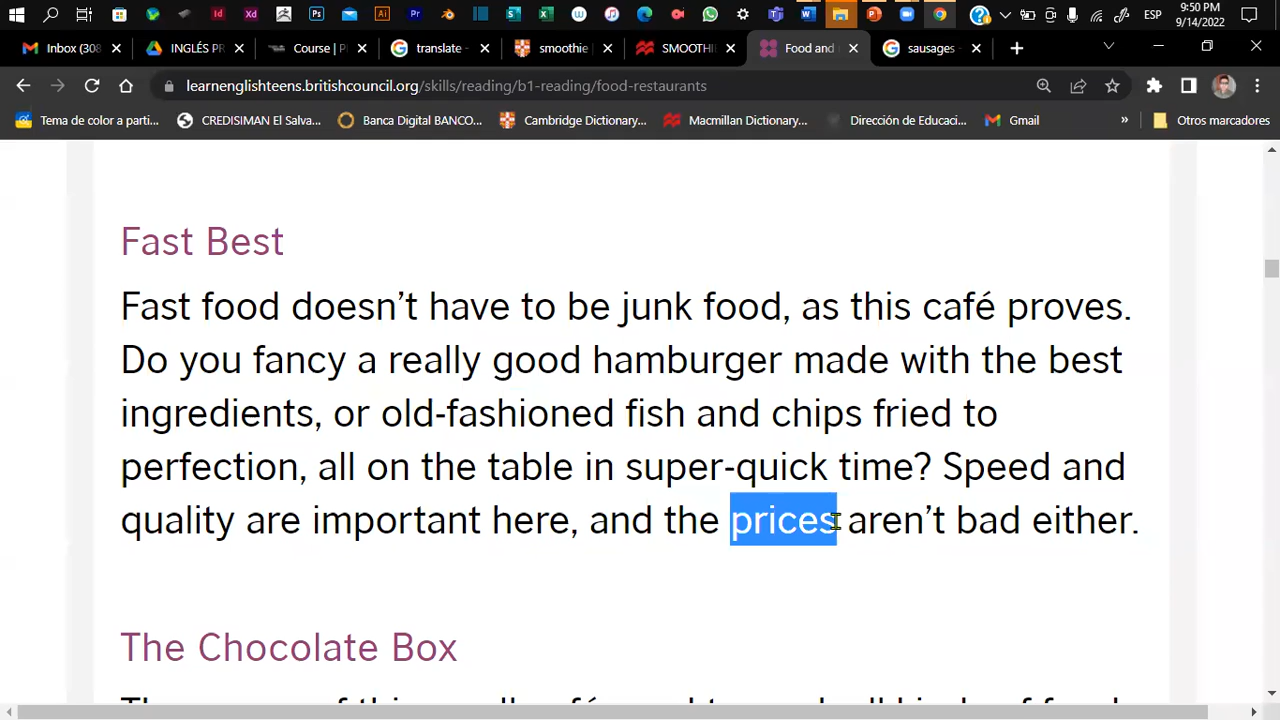 9:50 PM
ESP
9/14/2022
Inbox (308
INGLÉS PR
Course | P
translate -
smoothie
SMOOTHI
Food and
sausages
learnenglishteens.britishcouncil.org/skills/reading/b1-reading/food-restaurants
Tema de color a parti...
CREDISIMAN El Salva...
Banca Digital BANCO...
Cambridge Dictionary...
Macmillan Dictionary...
Dirección de Educaci...
Gmail
»
Otros marcadores
Fast Best
Fast food doesn’t have to be junk food, as this café proves.
Do you fancy a really good hamburger made with the best
ingredients, or old-fashioned fish and chips fried to
perfection, all on the table in super-quick time? Speed and
quality are important here, and the prices aren’t bad either.
The Chocolate Box